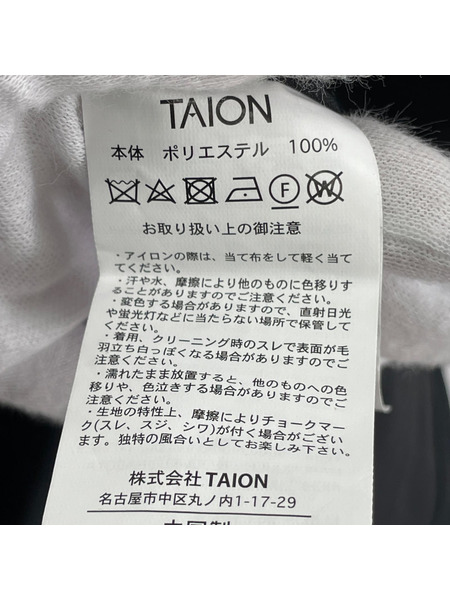 TAION
本体 ポリエステル 100%
F W
お取り扱い上の御注意
・アイロンの際は、当て布をして軽く当て
てください。
・汗や水、摩擦により他のものに色移りす
る場合がありますのでご注意ください。
・変色する場合がありますので、直射日光
や蛍光灯などに当たらない場所で保管して
ください。
・着用、クリーニング時のスレで表面が毛
羽立ち白っぽくなる場合がありますのでご
注意ください。
・濡れたまま放置すると、他のものへの色
移りや、色泣きする場合がありますのでご
注意ください。
・生地の特性上、摩擦によりチョークマー
ク(スレ、スジ、シワ)が付く場合がござい
ます。独特の風合いとしてお楽しみ下さい。
株式会社TAION
名古屋市中区丸ノ内1-17-29
中国製